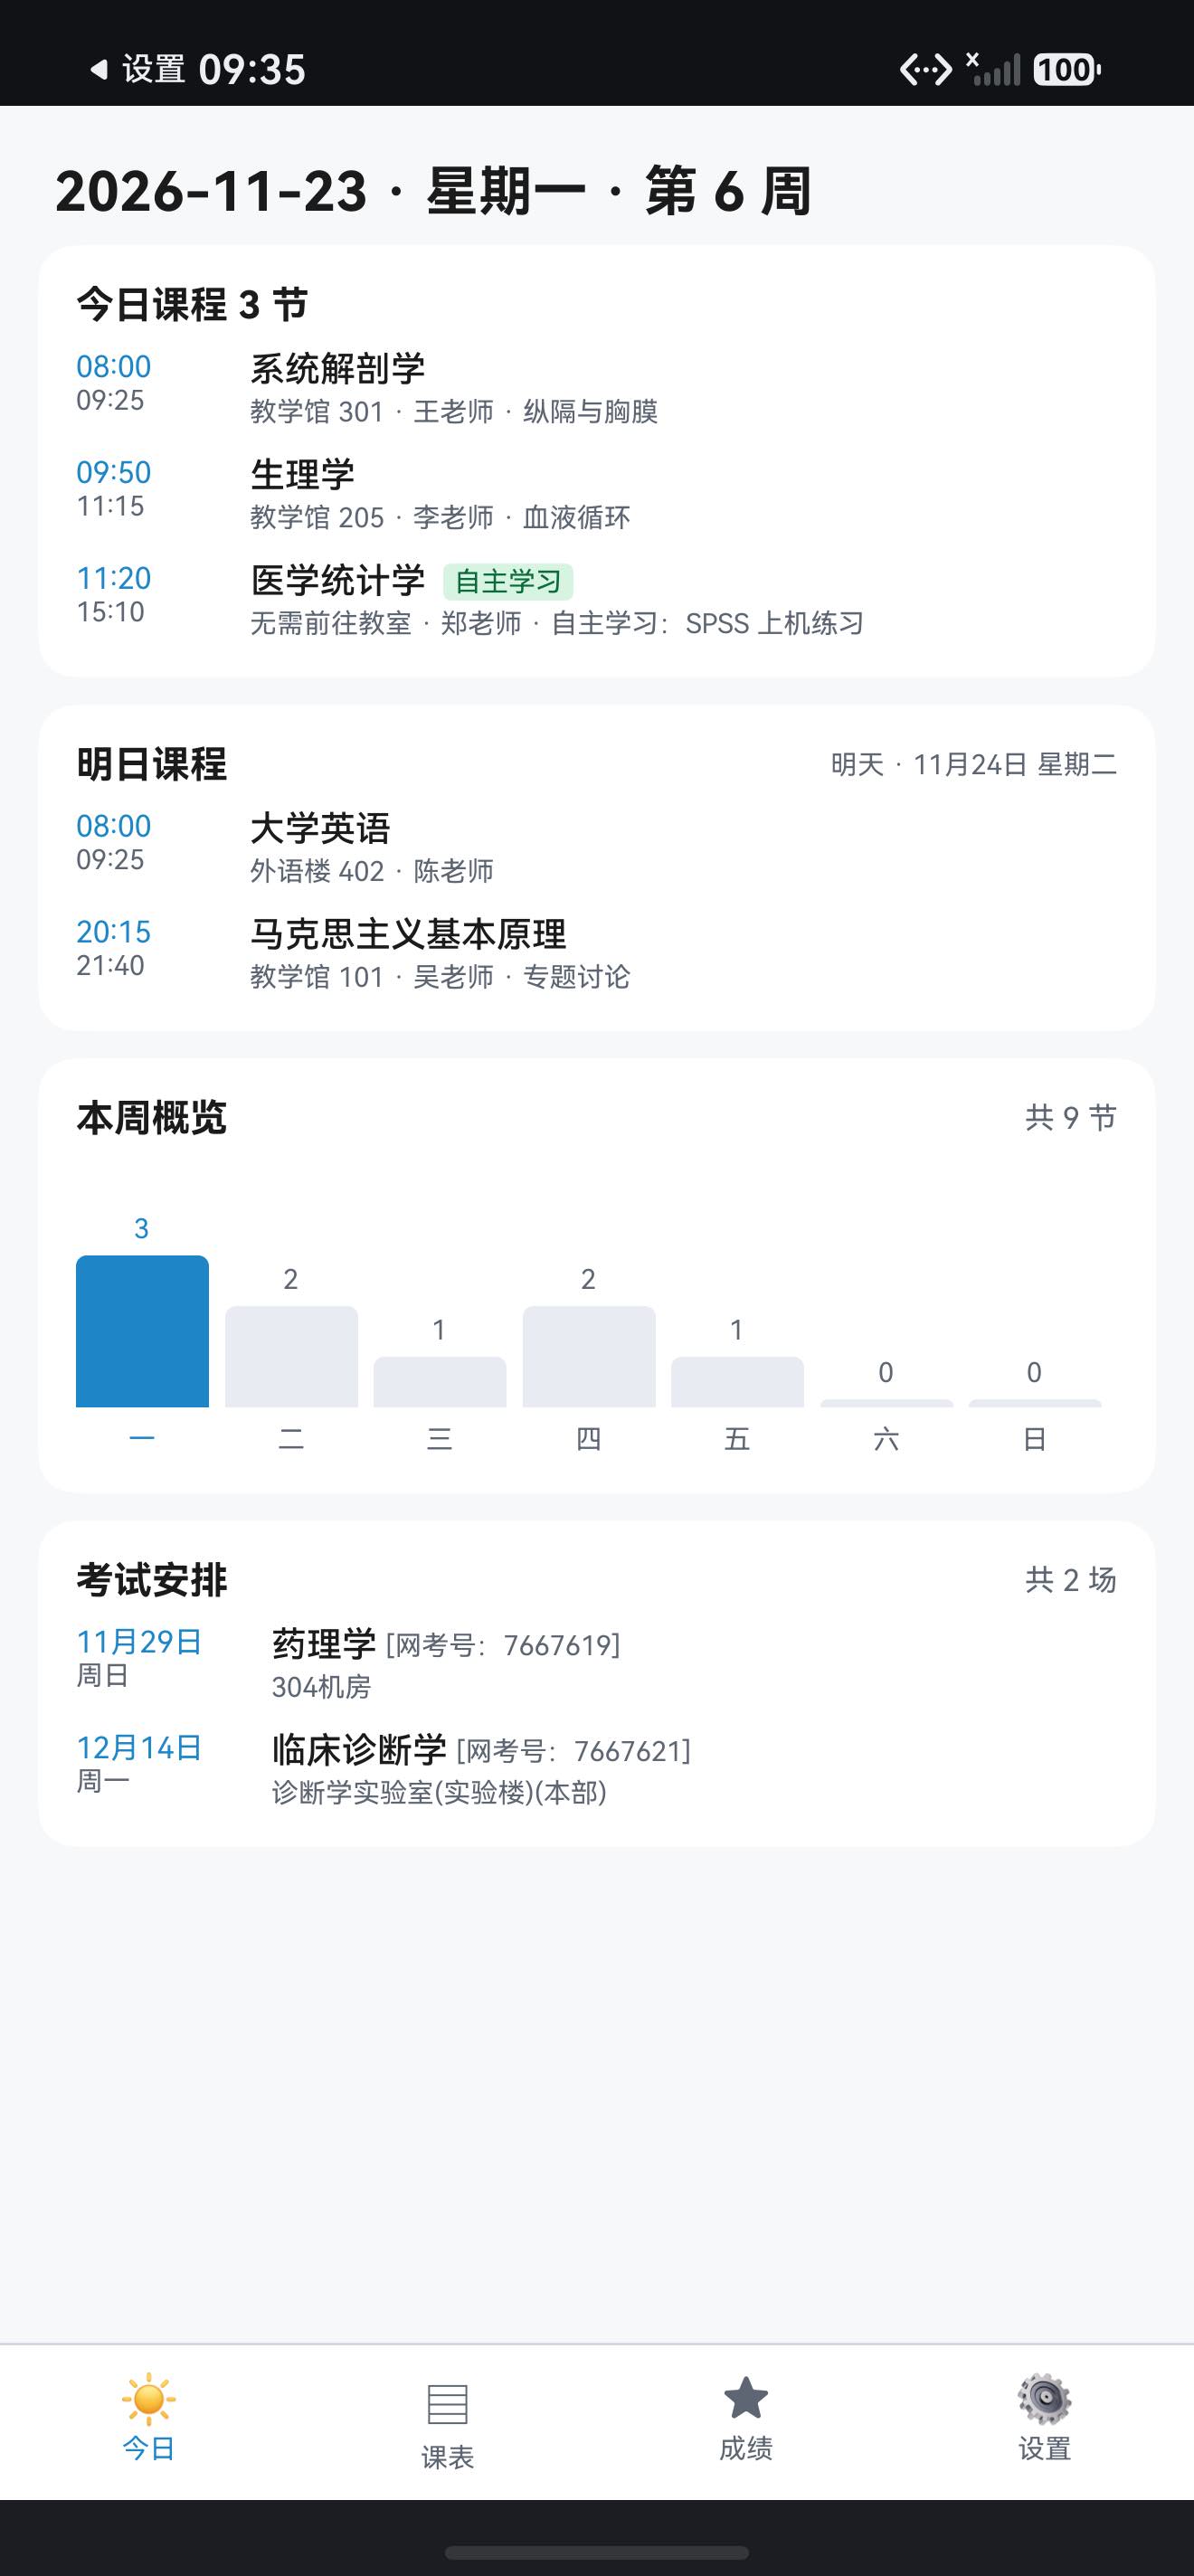 设置 09:35
100
2026-11-23 · 星期一 · 第 6 周
今日课程 3 节
08:00
09:25
系统解剖学
教学馆 301 · 王老师 · 纵隔与胸膜
09:50
11:15
生理学
教学馆 205 · 李老师 · 血液循环
11:20
15:10
医学统计学 自主学习
无需前往教室 · 郑老师 · 自主学习：SPSS 上机练习
明日课程
明天 · 11月24日 星期二
08:00
09:25
大学英语
外语楼 402 · 陈老师
20:15
21:40
马克思主义基本原理
教学馆 101 · 吴老师 · 专题讨论
本周概览
共 9 节
3
2
1
2
1
0
0
一
二
三
四
五
六
日
考试安排
共 2 场
11月29日
周日
药理学 [网考号：7667619]
304机房
12月14日
周一
临床诊断学 [网考号：7667621]
诊断学实验室(实验楼)(本部)
今日
课表
成绩
设置